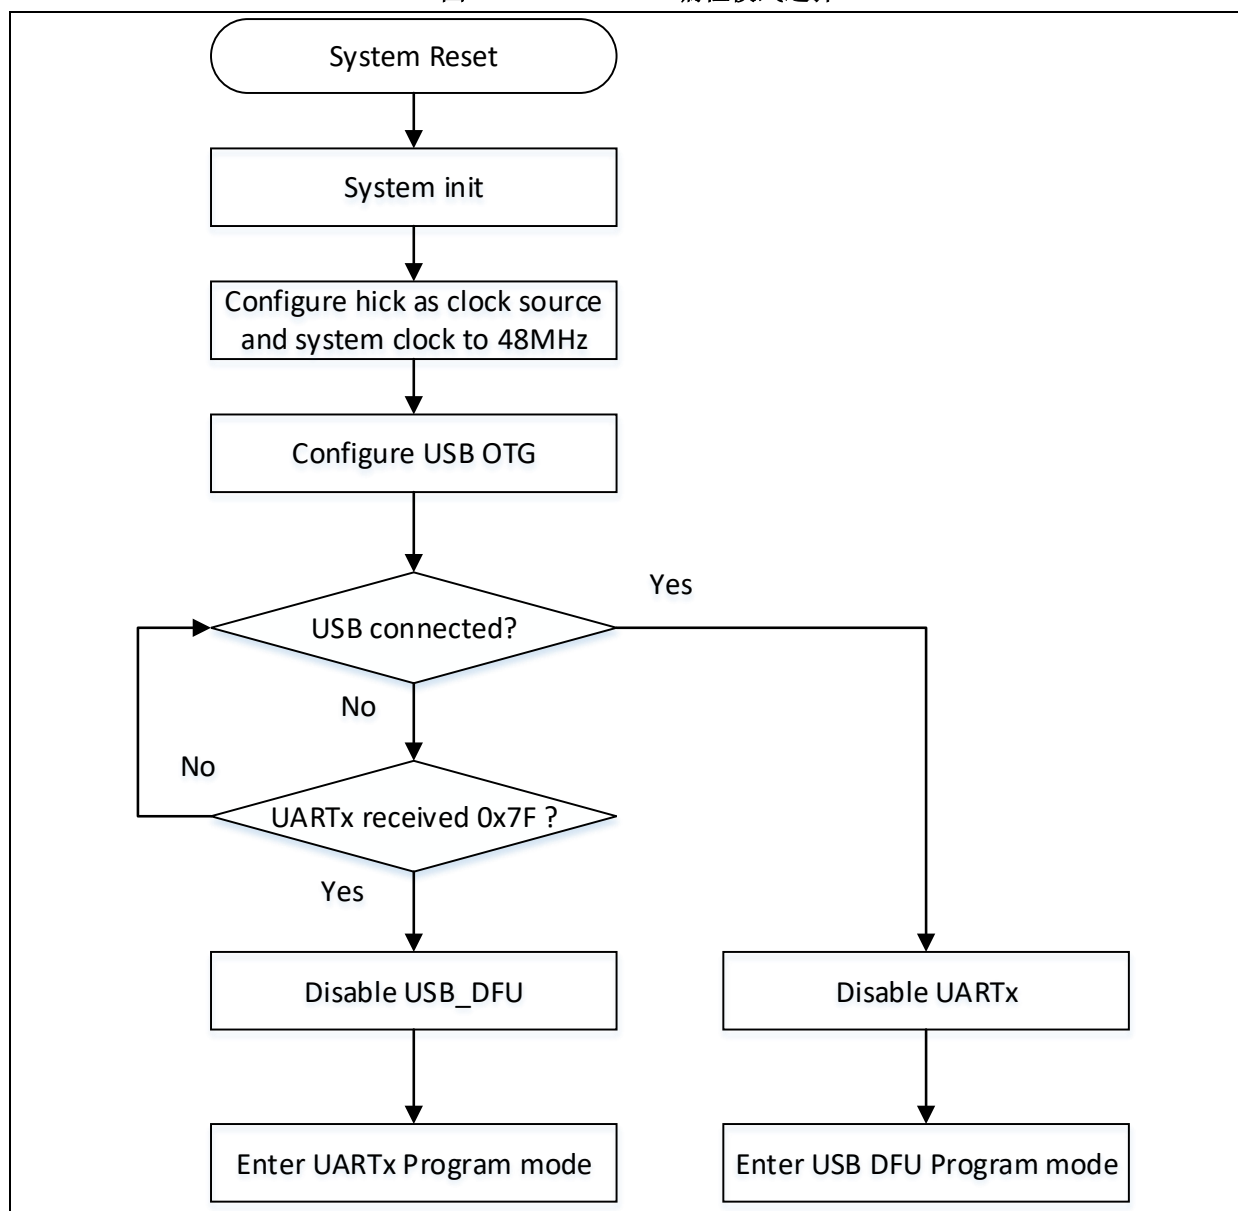 System Reset
System init
Configure hick as clock source
and system clock to 48MHz
Configure USB OTG
Yes
USB connected?
No
No
UARTx received 0x7F ?
Yes
Disable USB_DFU
Disable UARTx
Enter UARTx Program mode
Enter USB DFU Program mode